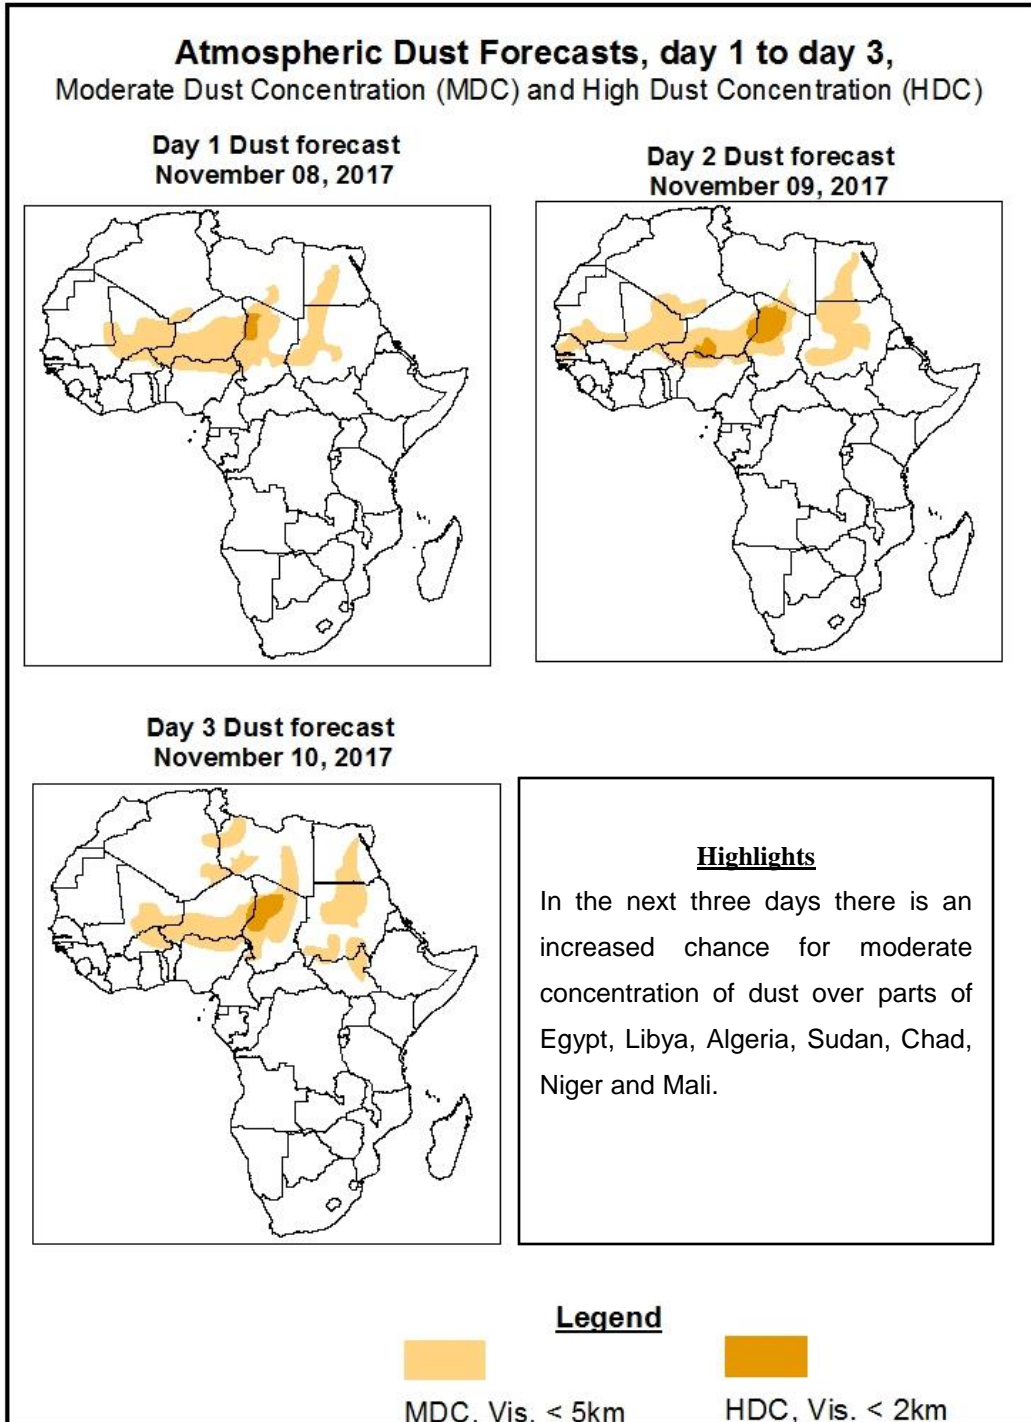 Atmospheric Dust Forecasts, day 1 to day 3,
Moderate Dust Concentration (MDC) and High Dust Concentration (HDC)
Day 1 Dust forecast
November 08, 2017
Day 2 Dust forecast
November 09, 2017
Day 3 Dust forecast
November 10, 2017
Highlights
In the next three days there is an
increased chance for moderate
concentration of dust over parts of
Egypt, Libya, Algeria, Sudan, Chad,
Niger and Mali.
Legend
MDC, Vis. < 5km
HDC, Vis. < 2km